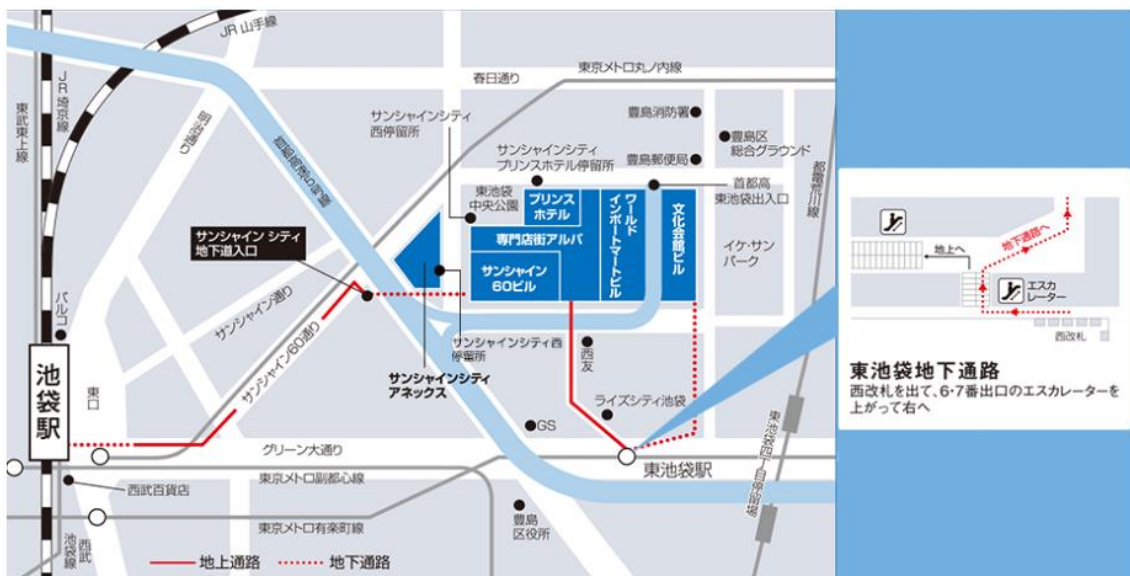 JR 山手線
JR 埼京線
東武東上線
明治通り
首都高速5号線
春日通り
東京メトロ丸ノ内線
サンシャインシティ
西停留所
豊島消防署
豊島区
総合グラウンド
豊島郵便局
サンシャインシティ
プリンスホテル停留所
首都高
東池袋出入口
都電荒川線
東池袋
中央公園
プリンス
ホテル
ワールド
インポートマートビル
文化会館ビル
専門店街アルパ
サンシャイン
60ビル
イケ・サン
パーク
サンシャイン シティ
地下道入口
パルコ
サンシャイン通り
サンシャイン60通り
サンシャインシティ西
停留所
サンシャインシティ
アネックス
西友
ライズシティ池袋
GS
池袋駅
東口
グリーン大通り
東池袋駅
東池袋四丁目停留場
西武百貨店
東京メトロ副都心線
東京メトロ有楽町線
豊島
区役所
西武
池袋線
地上通路
地下通路
地上へ
地下通路へ
エスカ
レーター
西改札
東池袋地下通路
西改札を出て、6・7番出口のエスカレーターを
上がって右へ